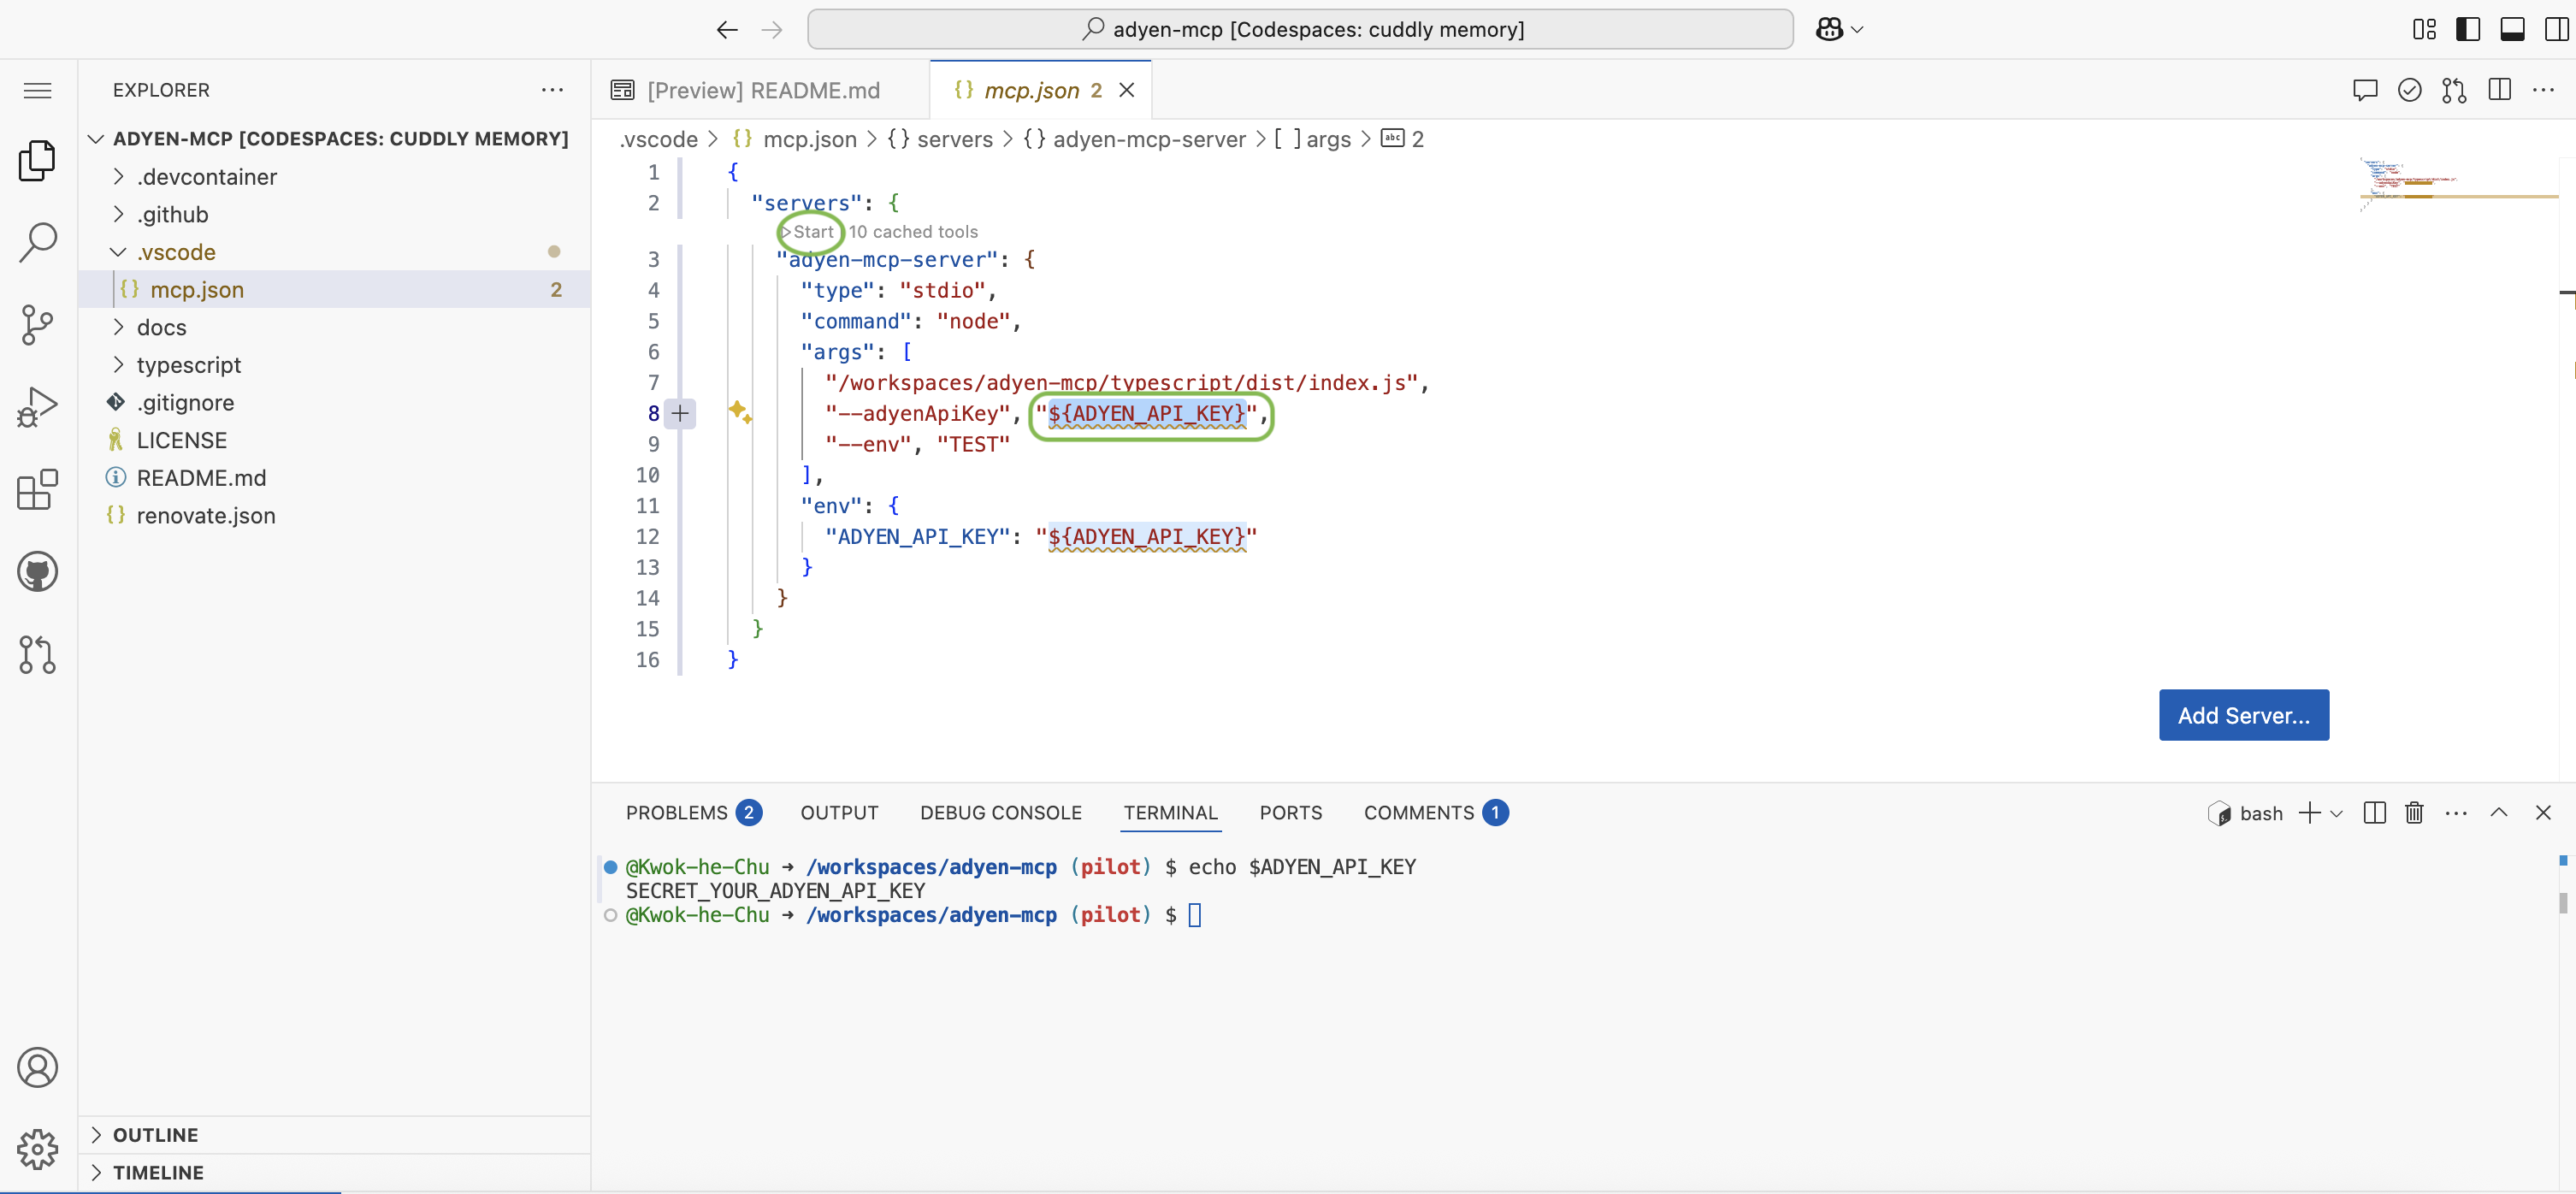 adyen-mcp [Codespaces: cuddly memory]
EXPLORER
ADYEN-MCP [CODESPACES: CUDDLY MEMORY]
.devcontainer
.github
.vscode
mcp.json 2
docs
typescript
.gitignore
LICENSE
README.md
renovate.json
OUTLINE
TIMELINE
[Preview] README.md
mcp.json 2
.vscode > {} mcp.json > {} servers > {} adyen-mcp-server > [ ] args > abc 2
1 {
2 "servers": {
Start 10 cached tools
3 "adyen-mcp-server": {
4 "type": "stdio",
5 "command": "node",
6 "args": [
7 "/workspaces/adyen-mcp/typescript/dist/index.js",
8 "--adyenApiKey", "${ADYEN_API_KEY}",
9 "--env", "TEST"
10 ],
11 "env": {
12 "ADYEN_API_KEY": "${ADYEN_API_KEY}"
13 }
14 }
15 }
16 }
Add Server...
PROBLEMS 2 OUTPUT DEBUG CONSOLE TERMINAL PORTS COMMENTS 1
bash
@Kwok-he-Chu → /workspaces/adyen-mcp (pilot) $ echo $ADYEN_API_KEY
SECRET_YOUR_ADYEN_API_KEY
@Kwok-he-Chu → /workspaces/adyen-mcp (pilot) $